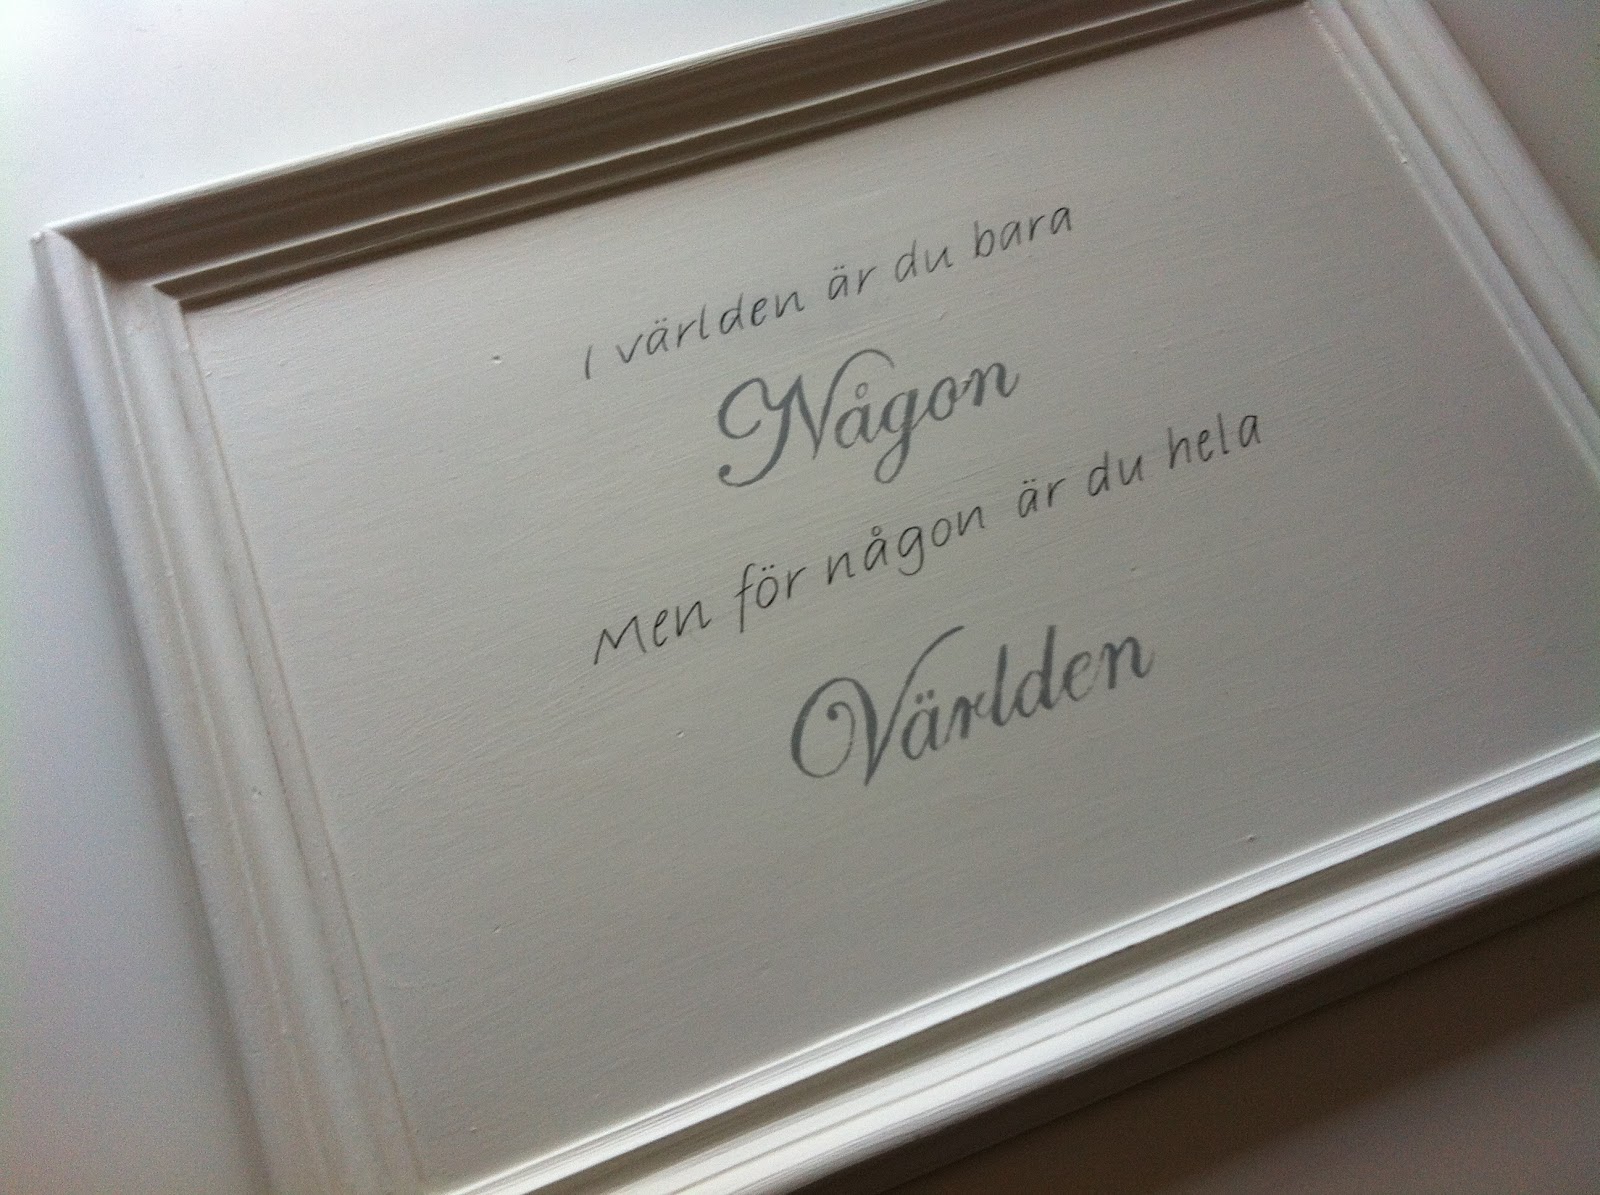 I världen är du bara
Någon
Men för någon är du hela
Världen